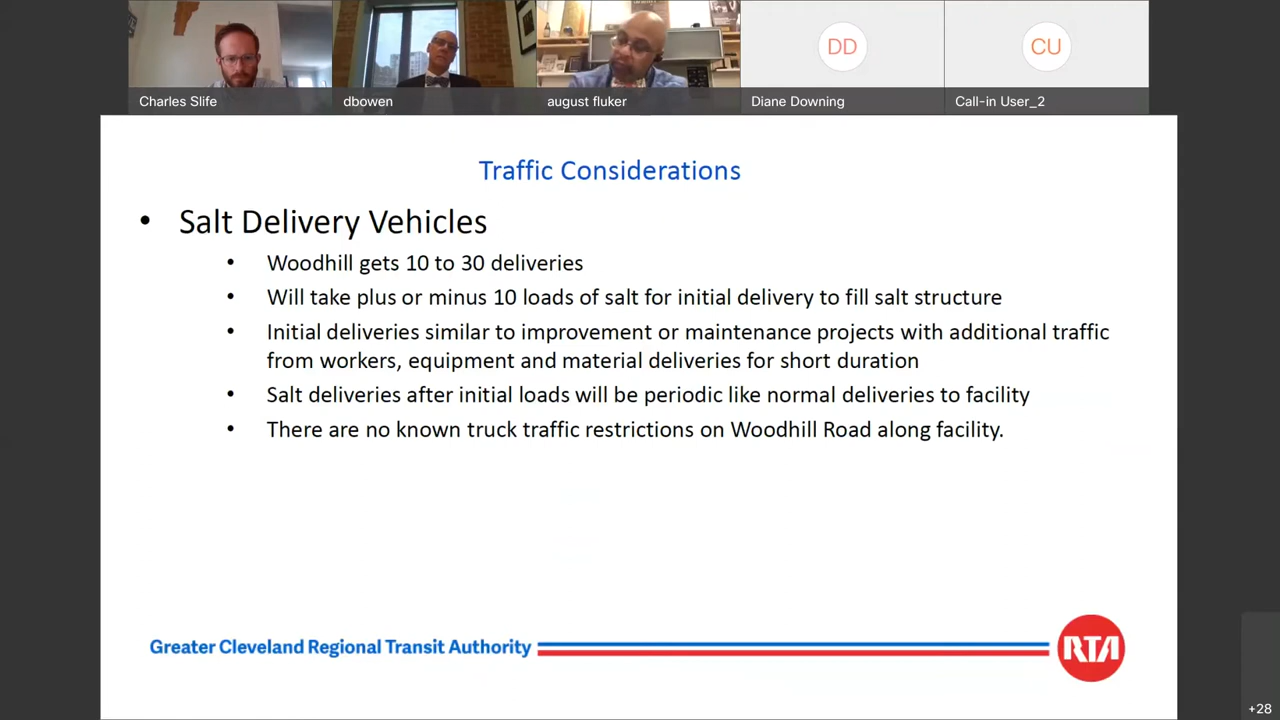 DD
CU
Charles Slife
dbowen
august fluker
Diane Downing
Call-in User_2
Traffic Considerations
• Salt Delivery Vehicles
• Woodhill gets 10 to 30 deliveries
• Will take plus or minus 10 loads of salt for initial delivery to fill salt structure
• Initial deliveries similar to improvement or maintenance projects with additional traffic
from workers, equipment and material deliveries for short duration
• Salt deliveries after initial loads will be periodic like normal deliveries to facility
• There are no known truck traffic restrictions on Woodhill Road along facility.
Greater Cleveland Regional Transit Authority
RTA
+28